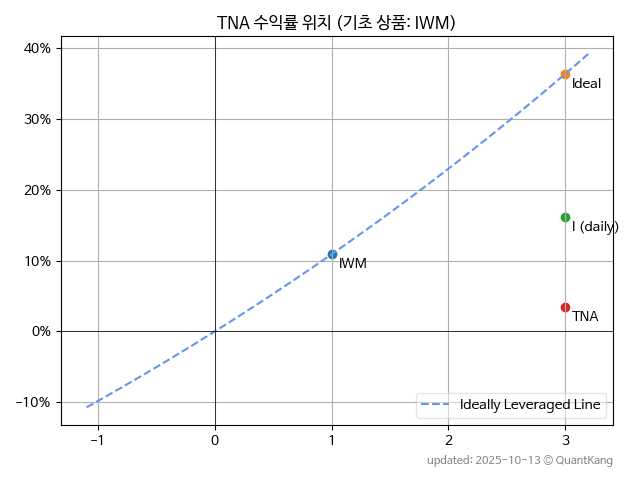 TNA 수익률 위치 (기초 상품: IWM)
40%
30%
20%
10%
0%
−10%
Ideal
I (daily)
IWM
TNA
Ideally Leveraged Line
−1
0
1
2
3
updated: 2025-10-13 © QuantKang